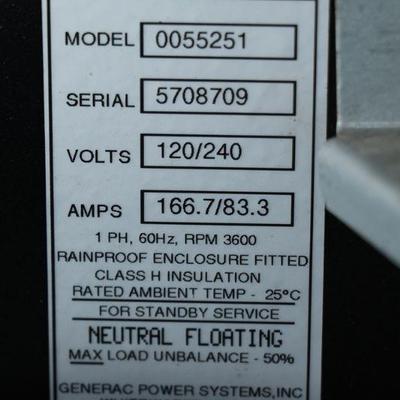 MODEL 0055251
SERIAL 5708709
VOLTS 120/240
AMPS 166.7/83.3
1 PH, 60Hz, RPM 3600
RAINPROOF ENCLOSURE FITTED
CLASS H INSULATION
RATED AMBIENT TEMP - 25°C
FOR STANDBY SERVICE
NEUTRAL FLOATING
MAX LOAD UNBALANCE - 50%
GENERAC POWER SYSTEMS, INC